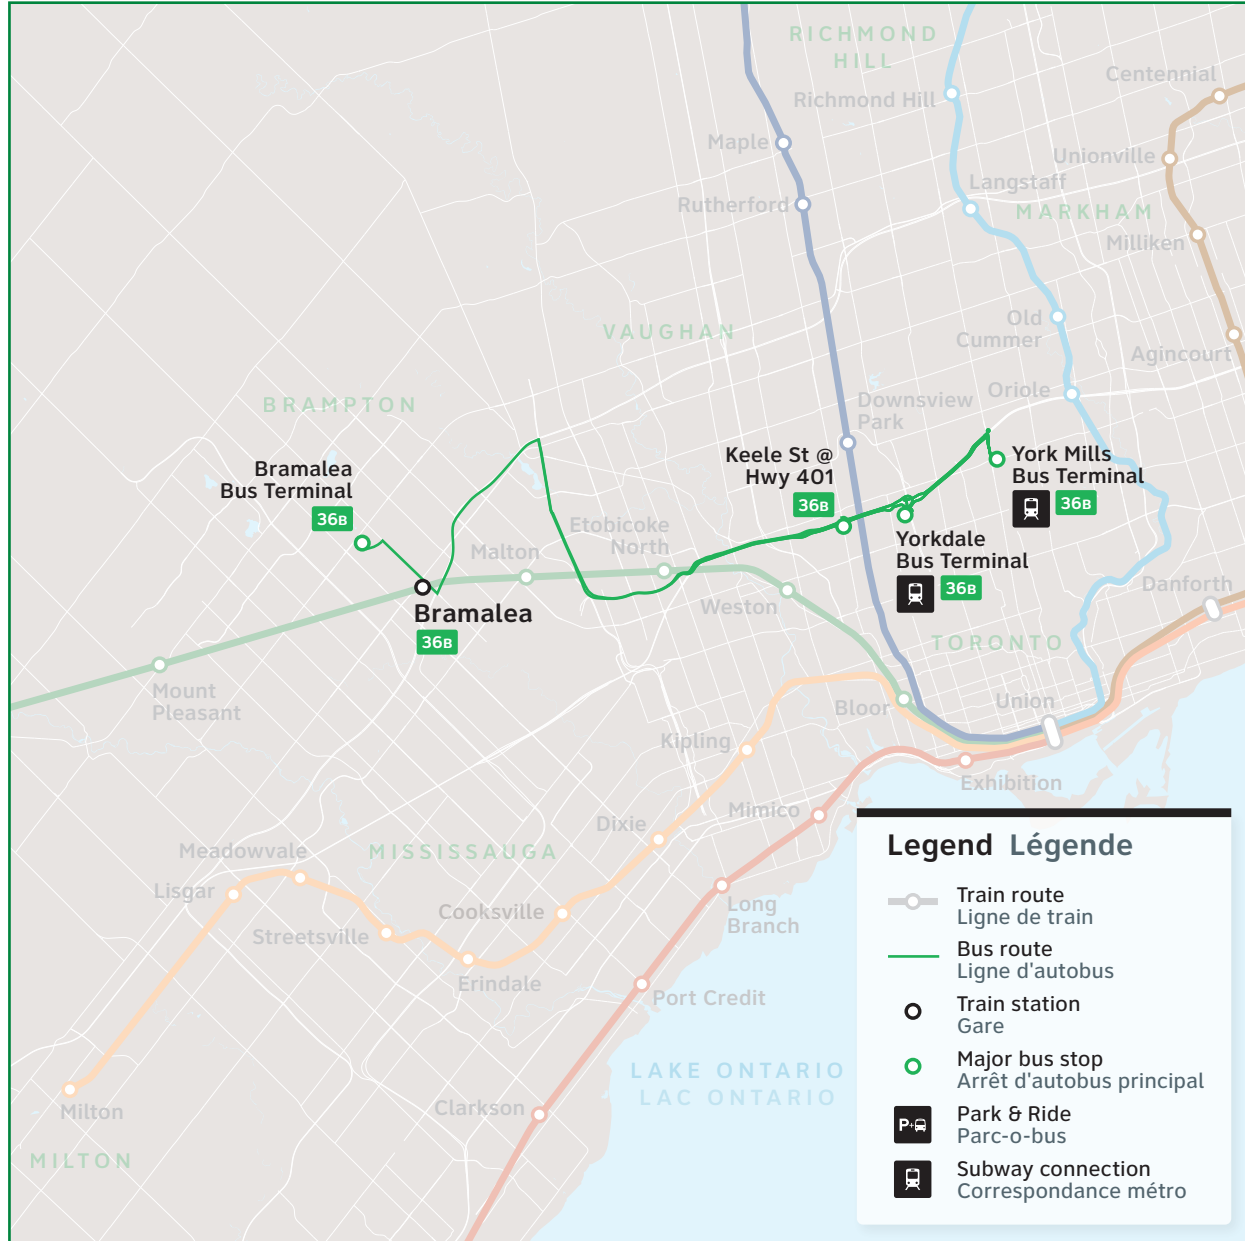 RICHMOND
HILL
Centennial
Richmond Hill
Maple
Unionville
Langstaff
Rutherford
MARKHAM
Milliken
Old
Cummer
VAUGHAN
Agincourt
Oriole
BRAMPTON
Downsview
Park
Keele St @
Hwy 401
36B
York Mills
Bus Terminal
36B
Bramalea
Bus Terminal
36B
Etobicoke
North
Malton
Yorkdale
Bus Terminal
36B
Danforth
Weston
Bramalea
36B
TORONTO
Mount
Pleasant
Bloor
Union
Kipling
Exhibition
Mimico
Dixie
Meadowvale
MISSISSAUGA
Lisgar
Cooksville
Long
Branch
Streetsville
Erindale
Port Credit
LAKE ONTARIO
LAC ONTARIO
Milton
Clarkson
MILTON
Legend Légende
Train route
Ligne de train
Bus route
Ligne d'autobus
Train station
Gare
Major bus stop
Arrêt d'autobus principal
P+
Park & Ride
Parc-o-bus
Subway connection
Correspondance métro